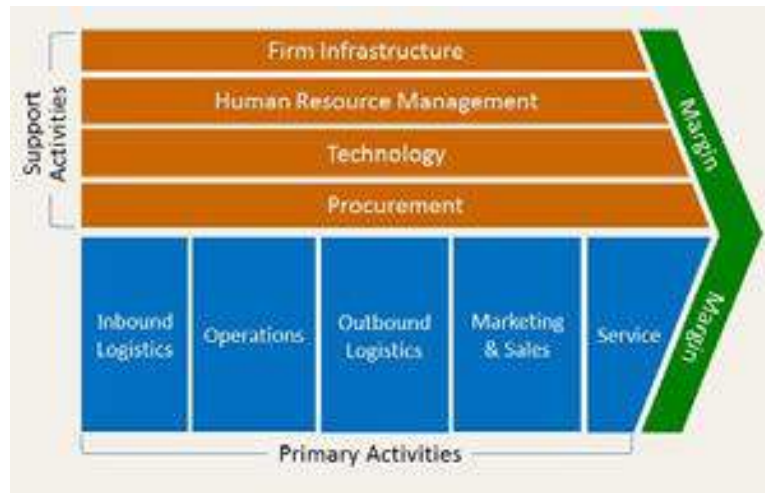 Support
Activities
Firm Infrastructure
Human Resource Management
Technology
Procurement
Margin
Margin
Inbound
Logistics
Operations
Outbound
Logistics
Marketing
& Sales
Service
Primary Activities